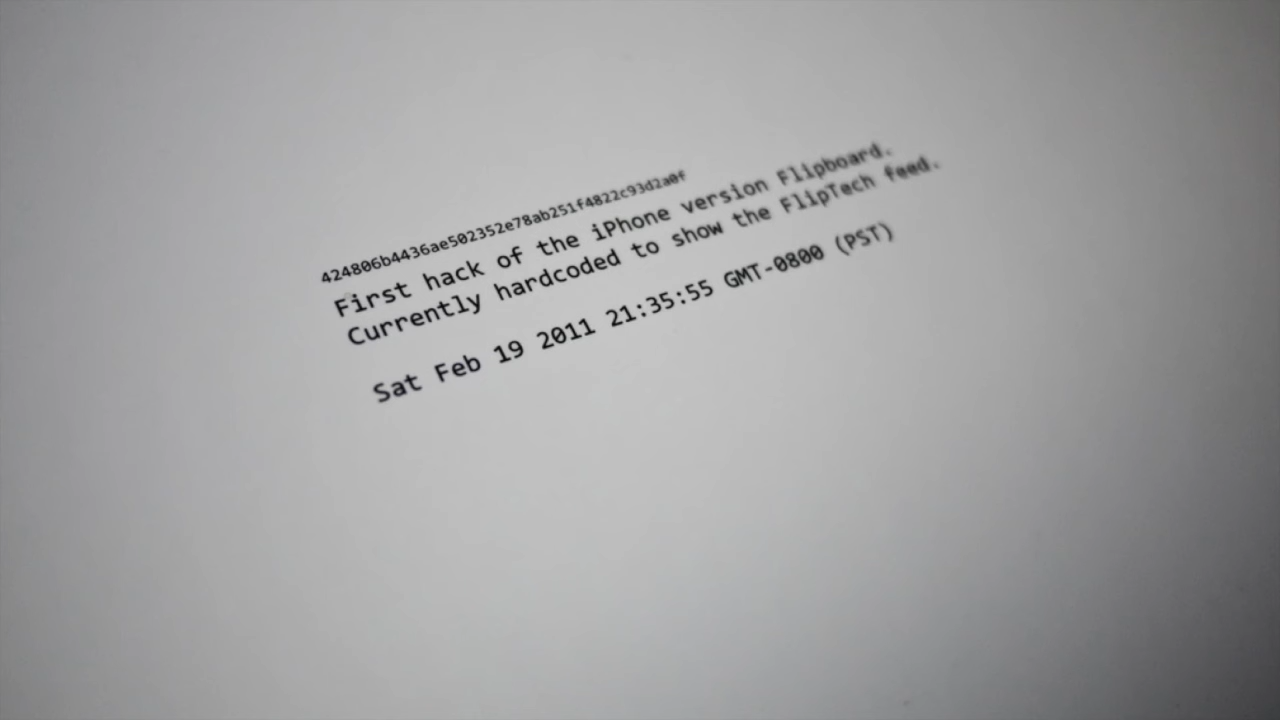 424806b4436ae502352e78ab251f4822c93d2a0f
First hack of the iPhone version Flipboard.
Currently hardcoded to show the FlipTech feed.
Sat Feb 19 2011 21:35:55 GMT-0800 (PST)